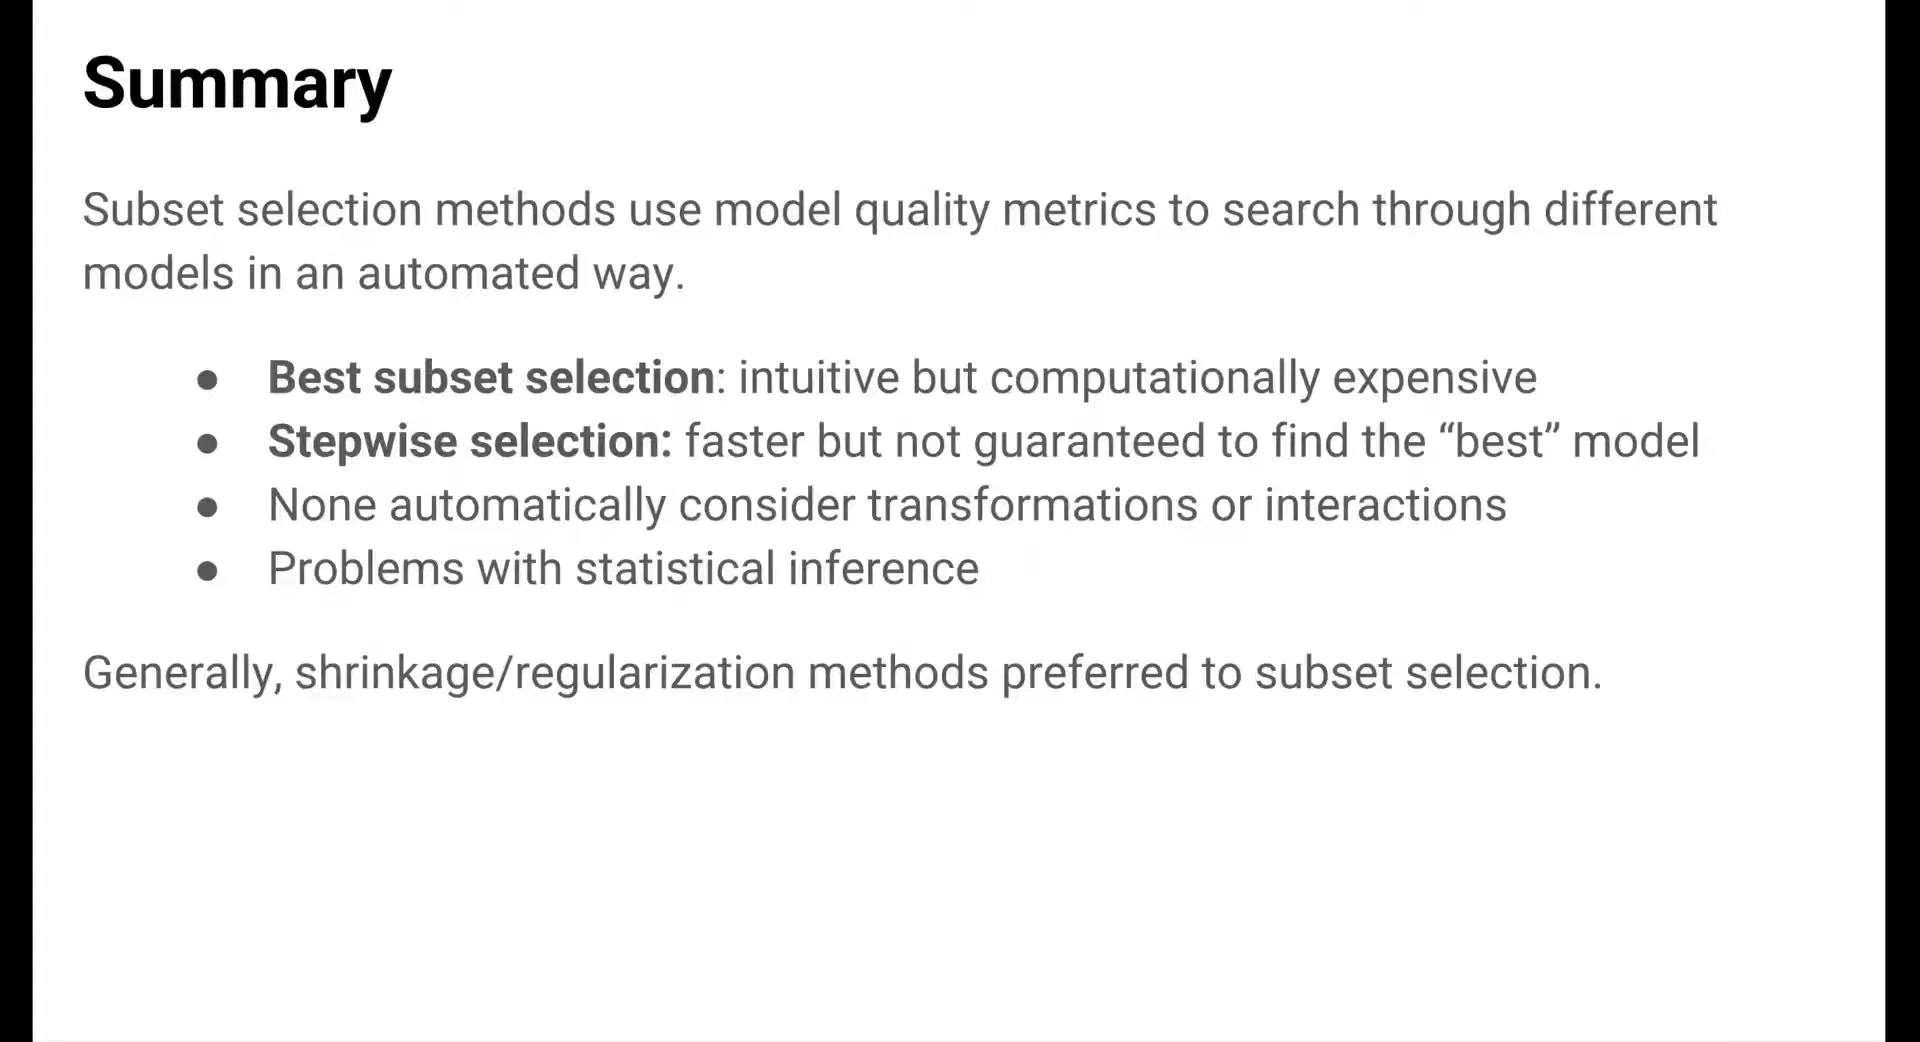 Summary
Subset selection methods use model quality metrics to search through different
models in an automated way.
● Best subset selection: intuitive but computationally expensive
● Stepwise selection: faster but not guaranteed to find the “best” model
● None automatically consider transformations or interactions
● Problems with statistical inference
Generally, shrinkage/regularization methods preferred to subset selection.